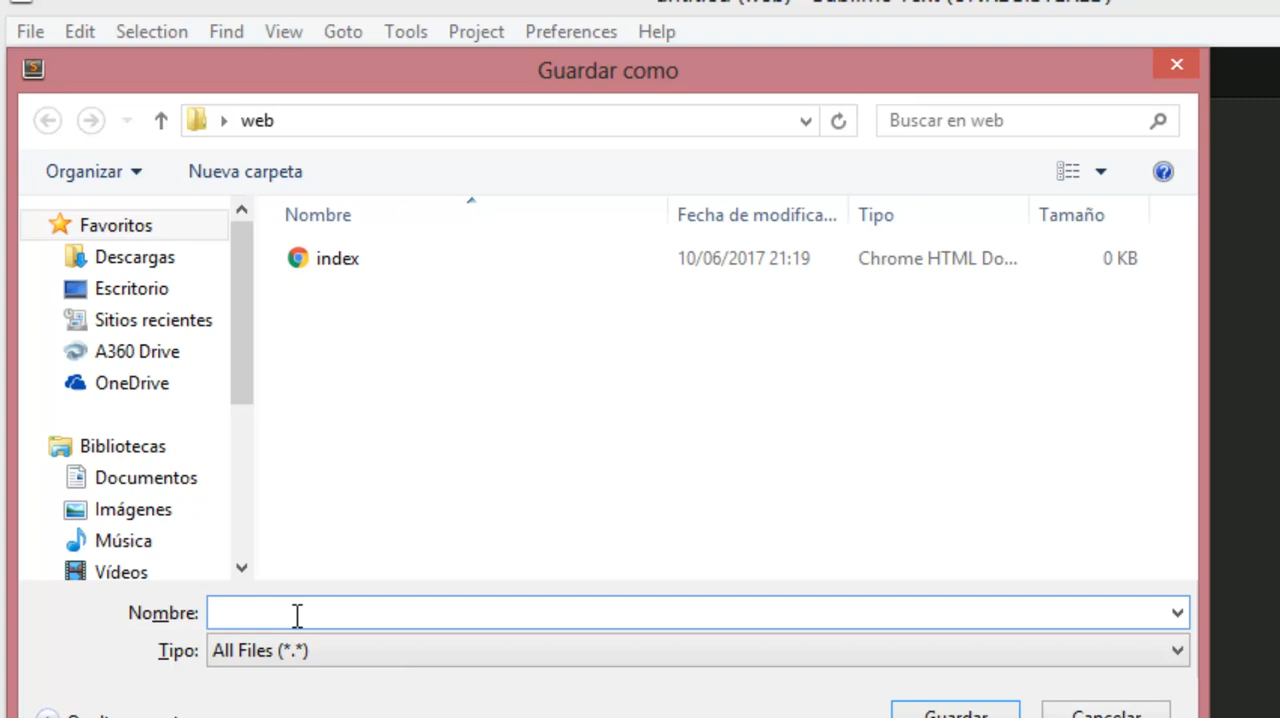 File Edit Selection Find View Goto Tools Project Preferences Help
Guardar como
web
Buscar en web
Organizar
Nueva carpeta
Nombre Fecha de modifica... Tipo Tamaño
index 10/06/2017 21:19 Chrome HTML Do... 0 KB
Favoritos
Descargas
Escritorio
Sitios recientes
A360 Drive
OneDrive
Bibliotecas
Documentos
Imágenes
Música
Vídeos
Nombre:
Tipo: All Files (*.*)
Guardar Cancelar